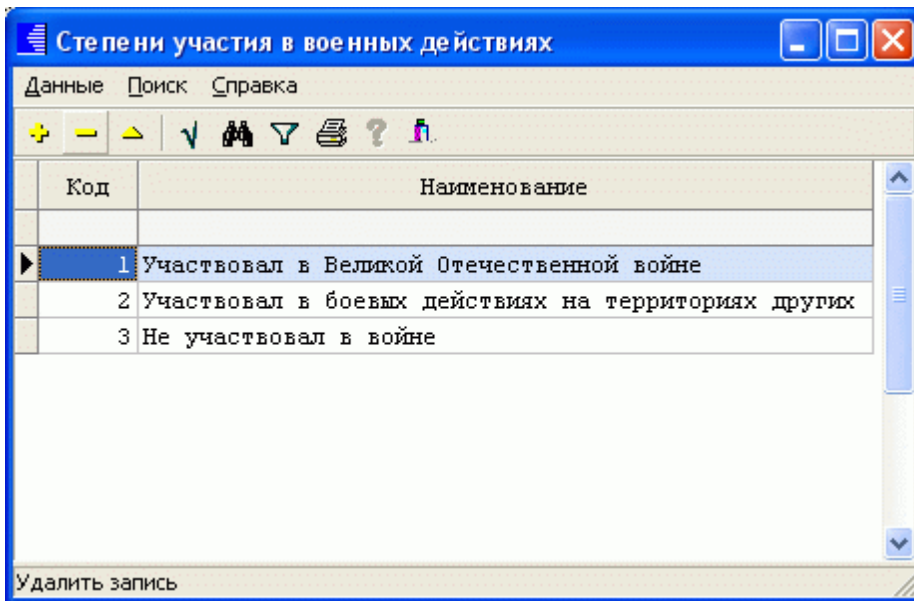 Степени участия в военных действиях
Данные Поиск Справка
Код Наименование
1 Участвовал в Великой Отечественной войне
2 Участвовал в боевых действиях на территориях других
3 Не участвовал в войне
Удалить запись